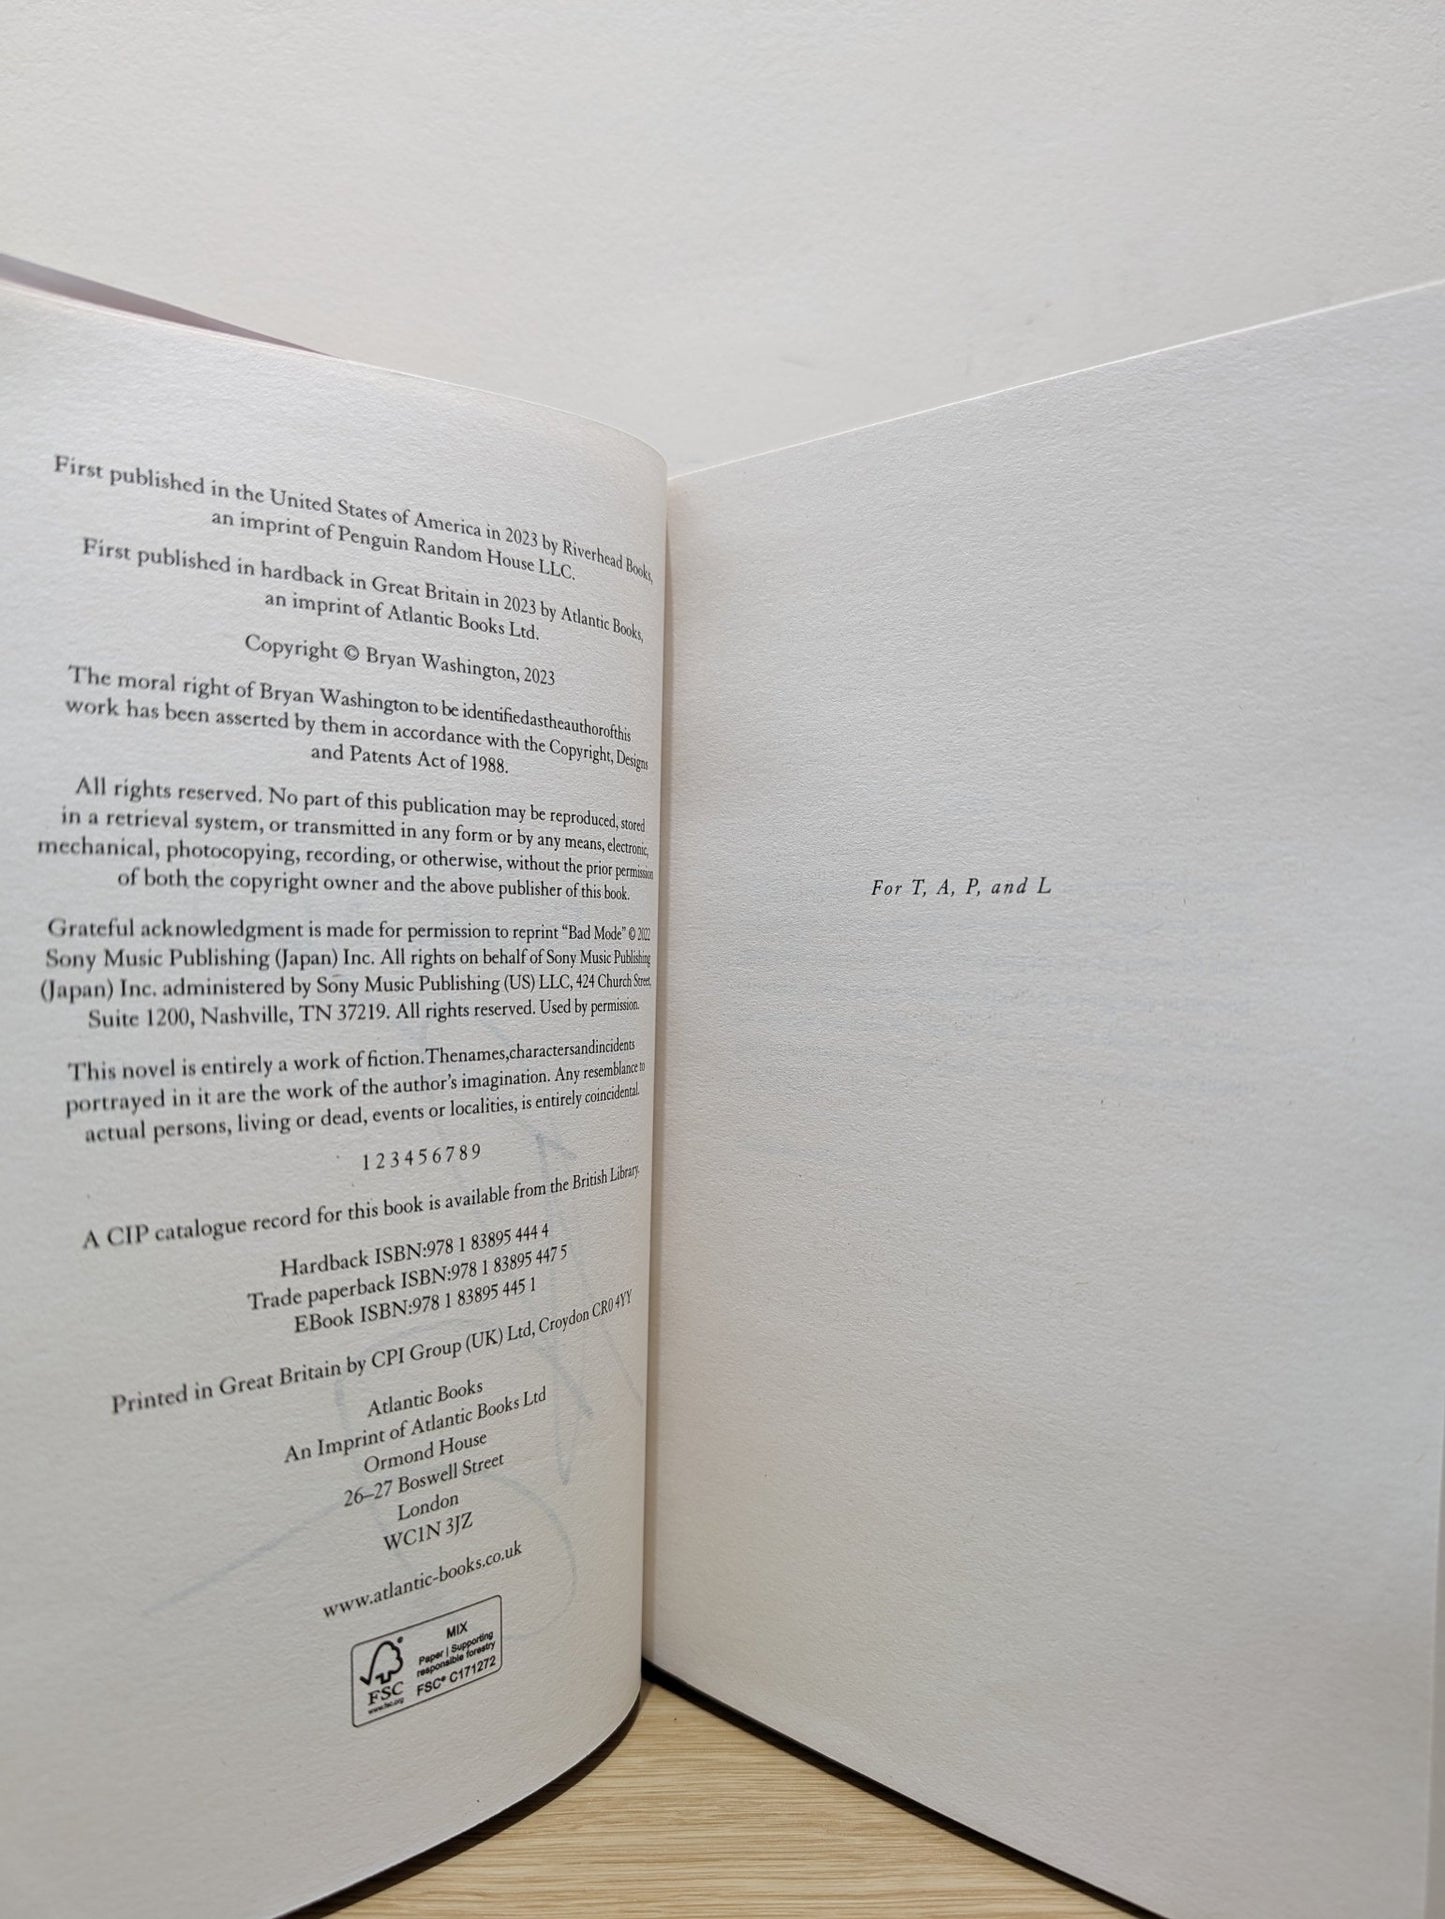 First published in the United States of America in 2023 by Riverhead Books,
an imprint of Penguin Random House LLC.
First published in hardback in Great Britain in 2023 by Atlantic Books,
an imprint of Atlantic Books Ltd.
Copyright © Bryan Washington, 2023
The moral right of Bryan Washington to be identifiedastheauthorofthis
work has been asserted by them in accordance with the Copyright, Designs
and Patents Act of 1988.
All rights reserved. No part of this publication may be reproduced, stored
in a retrieval system, or transmitted in any form or by any means, electronic,
mechanical, photocopying, recording, or otherwise, without the prior permission
of both the copyright owner and the above publisher of this book.
Grateful acknowledgment is made for permission to reprint “Bad Mode” © 2022
Sony Music Publishing (Japan) Inc. All rights on behalf of Sony Music Publishing
(Japan) Inc. administered by Sony Music Publishing (US) LLC, 424 Church Street,
Suite 1200, Nashville, TN 37219. All rights reserved. Used by permission.
This novel is entirely a work of fiction.Thenames,charactersandincidents
portrayed in it are the work of the author’s imagination. Any resemblance to
actual persons, living or dead, events or localities, is entirely coincidental.
1 2 3 4 5 6 7 8 9
A CIP catalogue record for this book is available from the British Library.
Hardback ISBN:978 1 83895 444 4
Trade paperback ISBN:978 1 83895 447 5
EBook ISBN:978 1 83895 445 1
Printed in Great Britain by CPI Group (UK) Ltd, Croydon CR0 4YY
Atlantic Books
An Imprint of Atlantic Books Ltd
Ormond House
26–27 Boswell Street
London
WC1N 3JZ
www.atlantic-books.co.uk
MIX
Paper | Supporting
responsible forestry
FSC® C171272
FSC
www.fsc.org
For T, A, P, and L